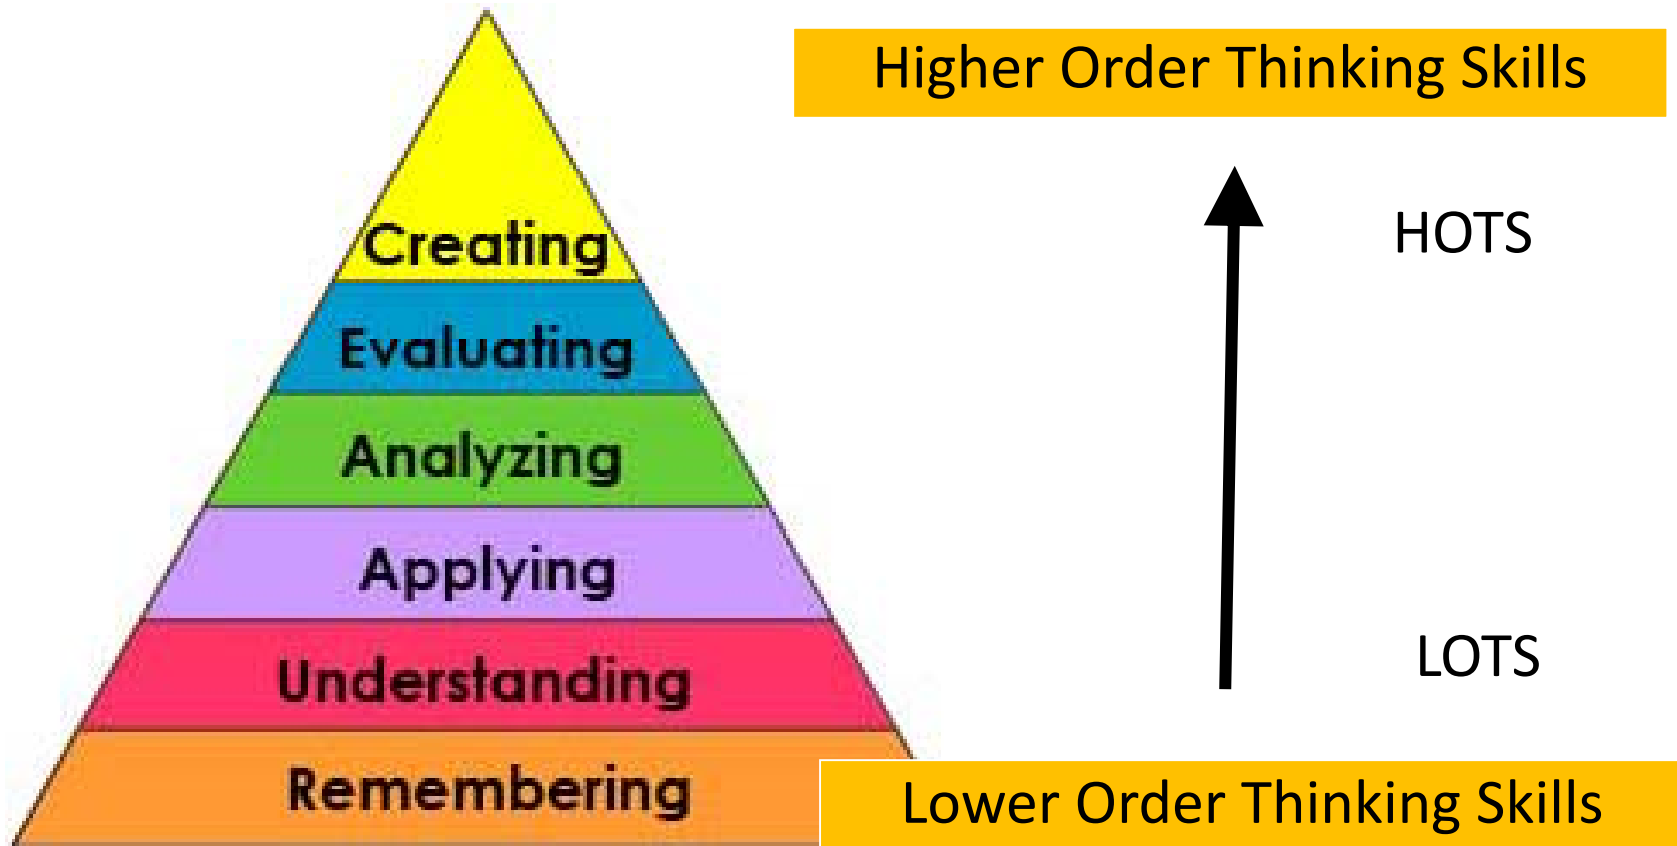 Higher Order Thinking Skills
HOTS
Creating
Evaluating
Analyzing
Applying
Understanding
LOTS
Remembering
Lower Order Thinking Skills